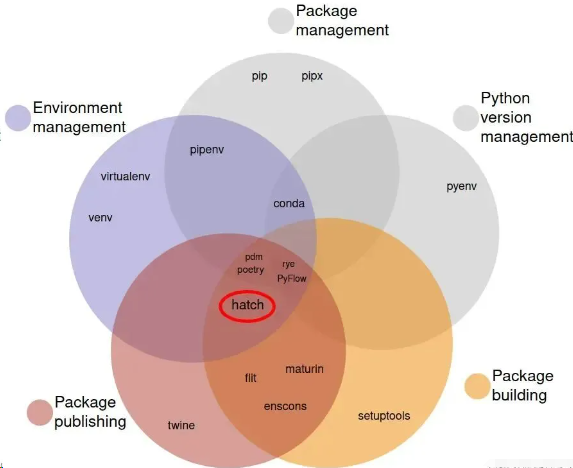 Package
management
pip
pipx
Environment
management
Python
version
management
pipenv
virtualenv
pyenv
conda
venv
pdm
rye
poetry
PyFlow
hatch
maturin
flit
Package
building
enscons
Package
publishing
setuptools
twine